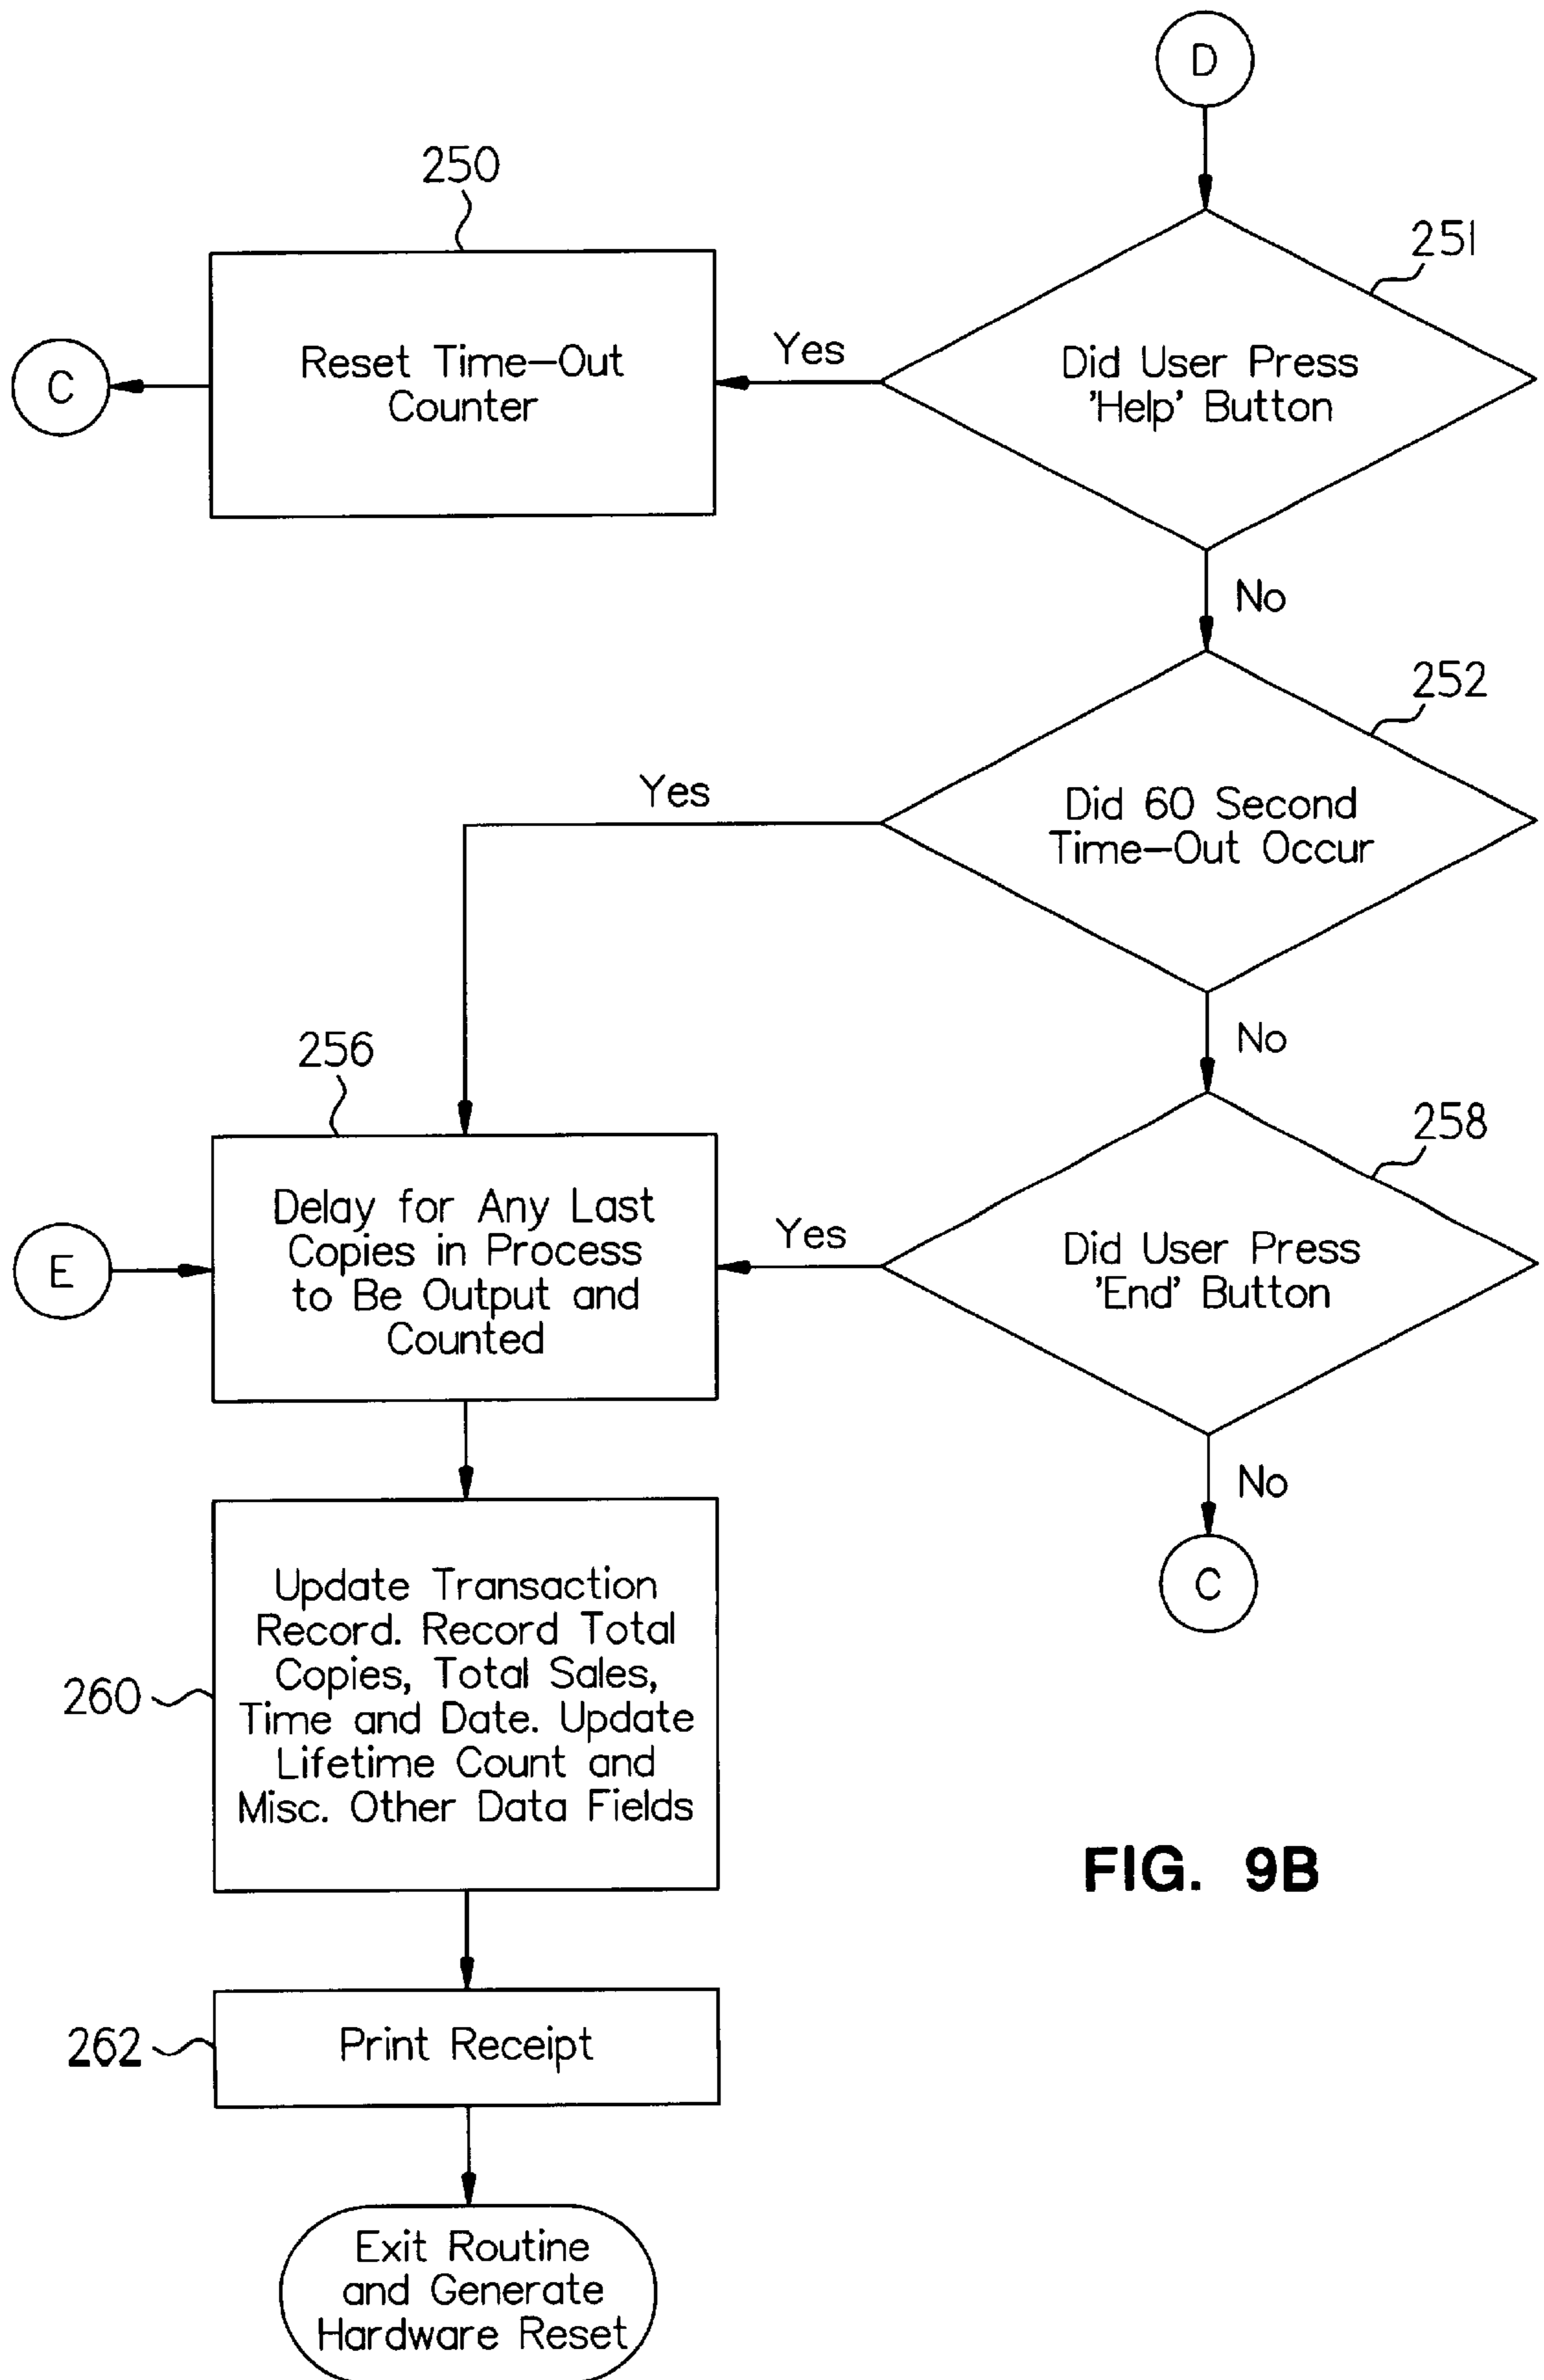 D
250
251
Reset Time-Out
Counter
C
Yes
Did User Press
'Help' Button
No
252
Yes
Did 60 Second
Time-Out Occur
No
256
258
Delay for Any Last
Copies in Process
to Be Output and
Counted
E
Yes
Did User Press
'End' Button
No
C
260
Update Transaction
Record. Record Total
Copies, Total Sales,
Time and Date. Update
Lifetime Count and
Misc. Other Data Fields
FIG. 9B
262
Print Receipt
Exit Routine
and Generate
Hardware Reset